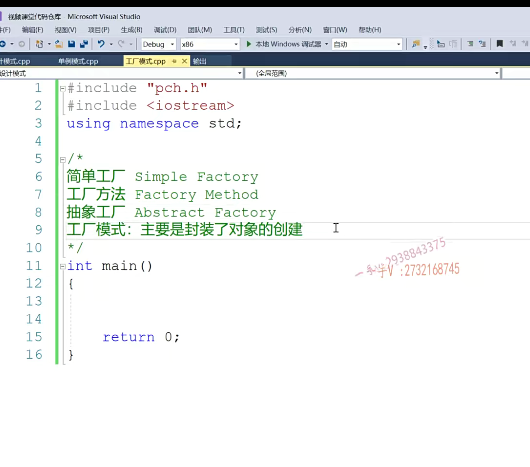 视频课堂代码仓库 - Microsoft Visual Studio
编辑(E) 视图(V) 项目(P) 生成(B) 调试(D) 团队(M) 工具(T) 测试(S) 分析(N) 窗口(W) 帮助(H)
Debug x86 本地 Windows 调试器 自动
计模式.cpp 单例模式.cpp 工厂模式.cpp 输出
设计模式 (全局范围)
1 #include "pch.h"
2 #include <iostream>
3 using namespace std;
4
5 /*
6 简单工厂 Simple Factory
7 工厂方法 Factory Method
8 抽象工厂 Abstract Factory
9 工厂模式：主要是封装了对象的创建
10 */
11 int main()
12 {
13
14
15 return 0;
16 }
2938843375
:2732168745